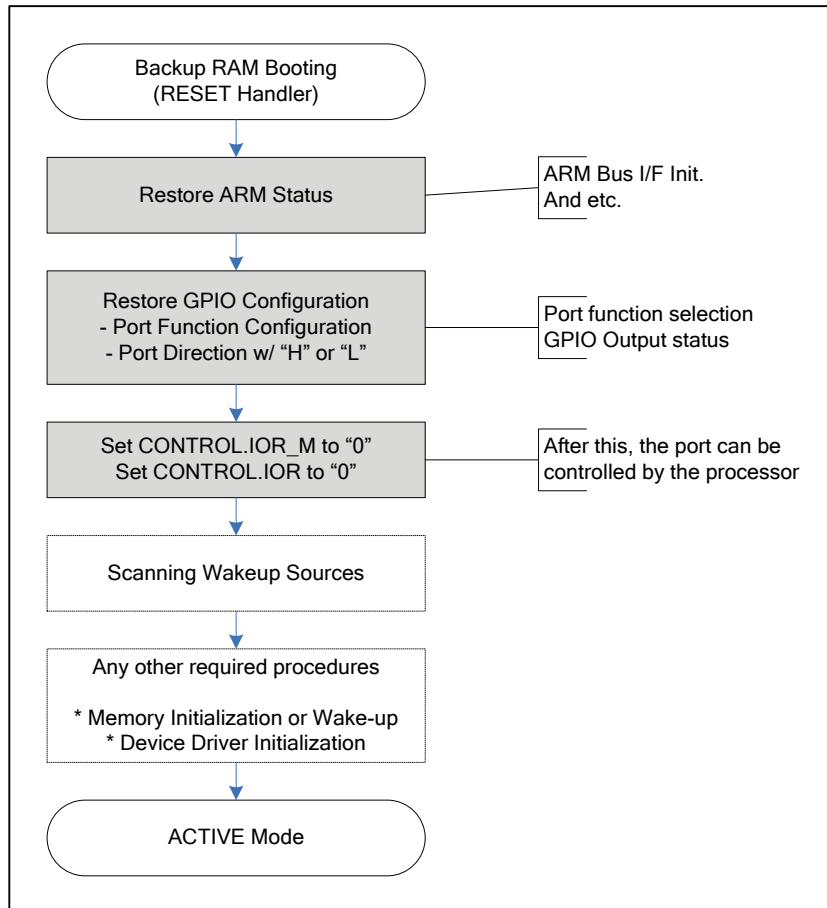 Backup RAM Booting
(RESET Handler)
Restore ARM Status
ARM Bus I/F Init.
And etc.
Restore GPIO Configuration
- Port Function Configuration
- Port Direction w/ “H” or “L”
Port function selection
GPIO Output status
Set CONTROL.IOR_M to “0”
Set CONTROL.IOR to “0”
After this, the port can be
controlled by the processor
Scanning Wakeup Sources
Any other required procedures
* Memory Initialization or Wake-up
* Device Driver Initialization
ACTIVE Mode